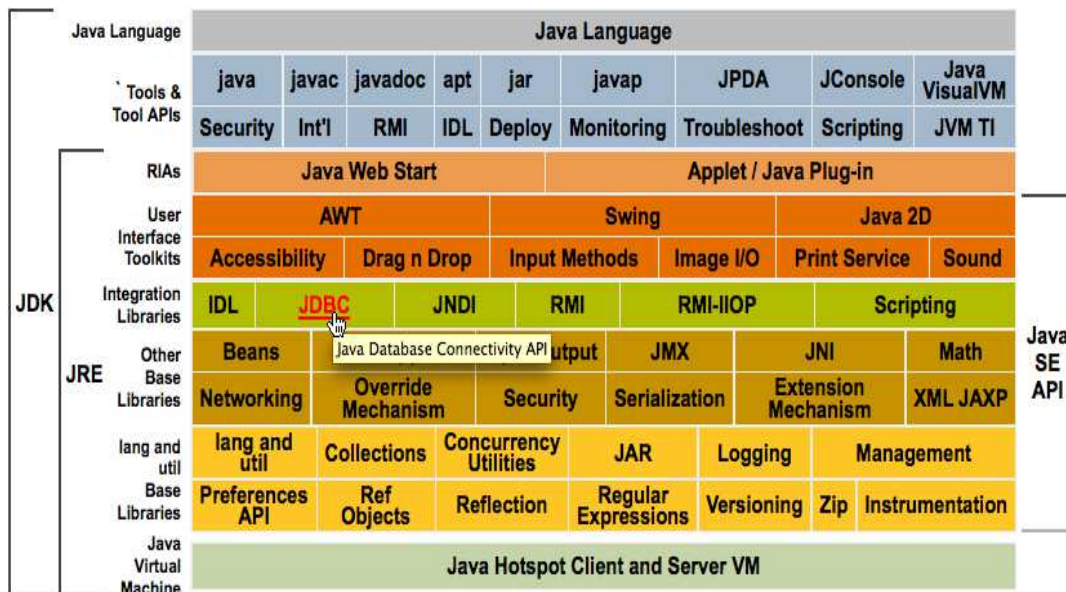 Java Language
Java Language
` Tools &
Tool APIs
java javac javadoc apt jar javap JPDA JConsole Java VisualVM
Security Int'l RMI IDL Deploy Monitoring Troubleshoot Scripting JVM TI
RIAs
Java Web Start Applet / Java Plug-in
User
Interface
Toolkits
AWT Swing Java 2D
Accessibility Drag n Drop Input Methods Image I/O Print Service Sound
JDK
Integration
Libraries
IDL JDBC JNDI RMI RMI-IIOP Scripting
Java Database Connectivity API
JRE
Other
Base
Libraries
Beans JMX JNI Math
Networking Override Mechanism Security Serialization Extension Mechanism XML JAXP
Java
SE
API
lang and
util
Base
Libraries
lang and util Collections Concurrency Utilities JAR Logging Management
Preferences API Ref Objects Reflection Regular Expressions Versioning Zip Instrumentation
Java
Virtual
Machine
Java Hotspot Client and Server VM